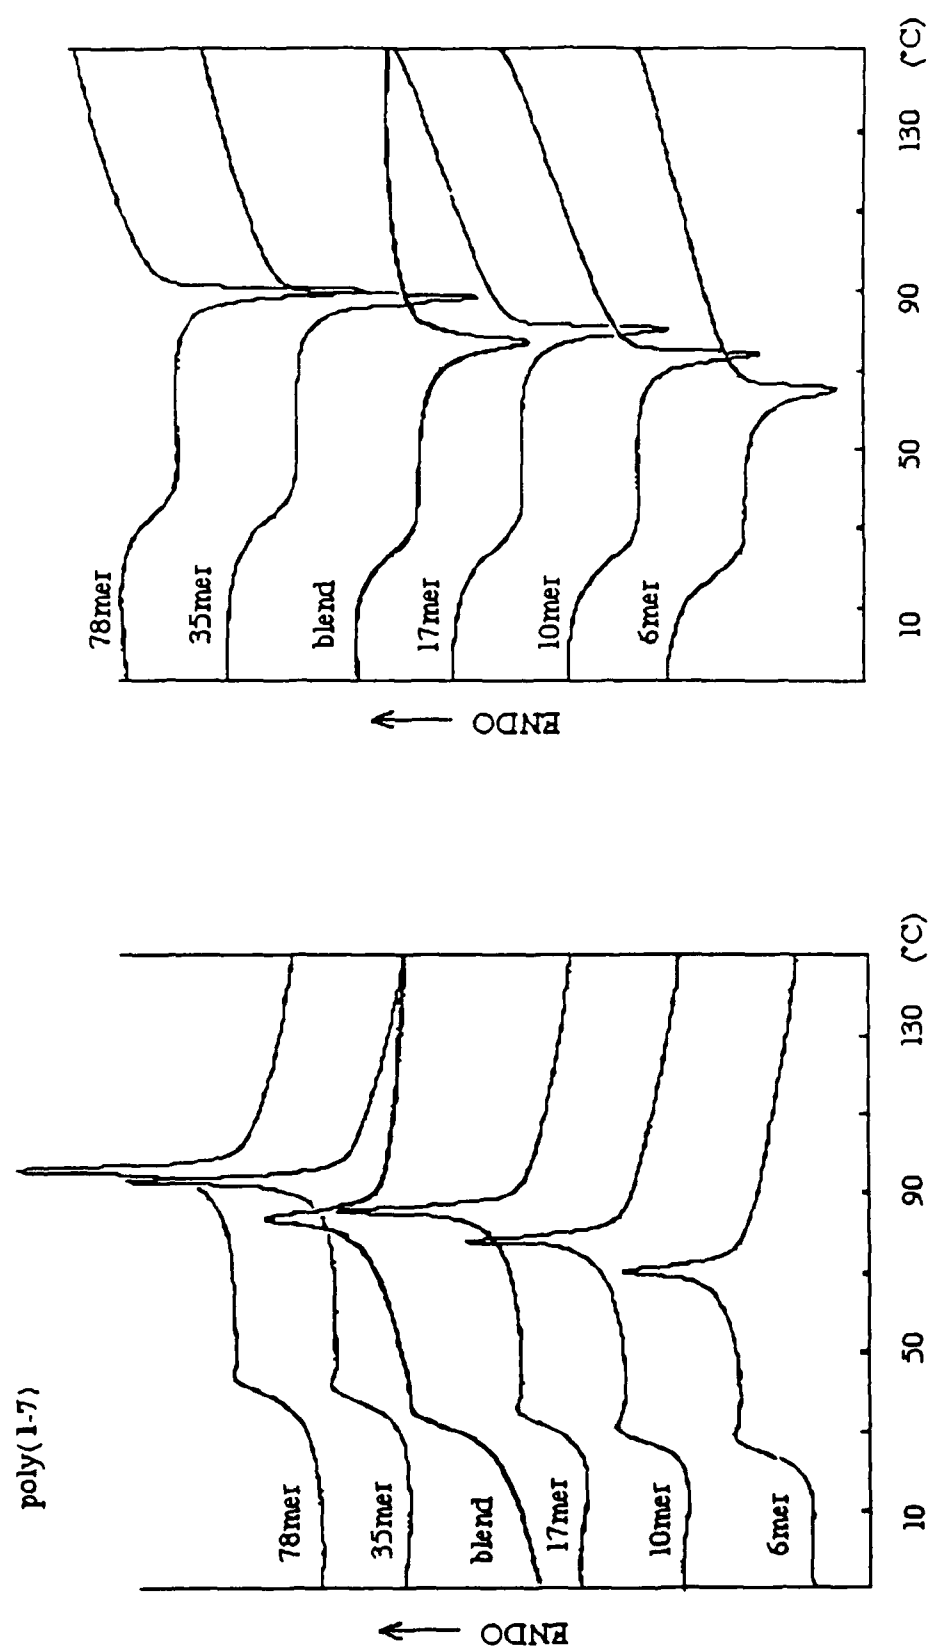 poly(1-7)
78mer
35mer
blend
17mer
10mer
6mer
ENDO
10
50
90
130
(°C)
78mer
35mer
blend
17mer
10mer
6mer
ENDO
10
50
90
130
(°C)